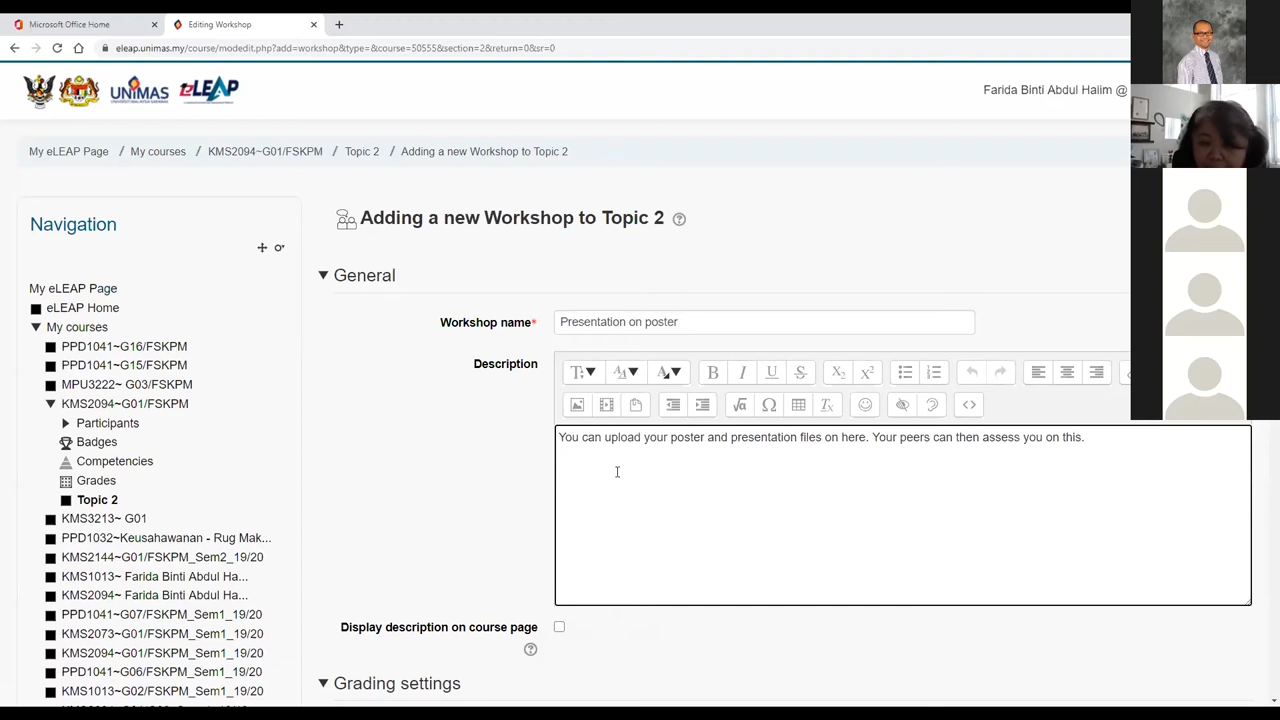 Microsoft Office Home
Editing Workshop
eleap.unimas.my/course/modedit.php?add=workshop&type=&course=50555&section=2&return=0&sr=0
UNIMAS
eLEAP
Farida Binti Abdul Halim @
My eLEAP Page / My courses / KMS2094~G01/FSKPM / Topic 2 / Adding a new Workshop to Topic 2
Navigation
My eLEAP Page
eLEAP Home
My courses
PPD1041~G16/FSKPM
PPD1041~G15/FSKPM
MPU3222~ G03/FSKPM
KMS2094~G01/FSKPM
Participants
Badges
Competencies
Grades
Topic 2
KMS3213~ G01
PPD1032~Keusahawanan - Rug Mak...
KMS2144~G01/FSKPM_Sem2_19/20
KMS1013~ Farida Binti Abdul Ha...
KMS2094~ Farida Binti Abdul Ha...
PPD1041~G07/FSKPM_Sem1_19/20
KMS2073~G01/FSKPM_Sem1_19/20
KMS2094~G01/FSKPM_Sem1_19/20
PPD1041~G06/FSKPM_Sem1_19/20
KMS1013~G02/FSKPM_Sem1_19/20
Adding a new Workshop to Topic 2
General
Workshop name*
Presentation on poster
Description
You can upload your poster and presentation files on here. Your peers can then assess you on this.
Display description on course page
Grading settings